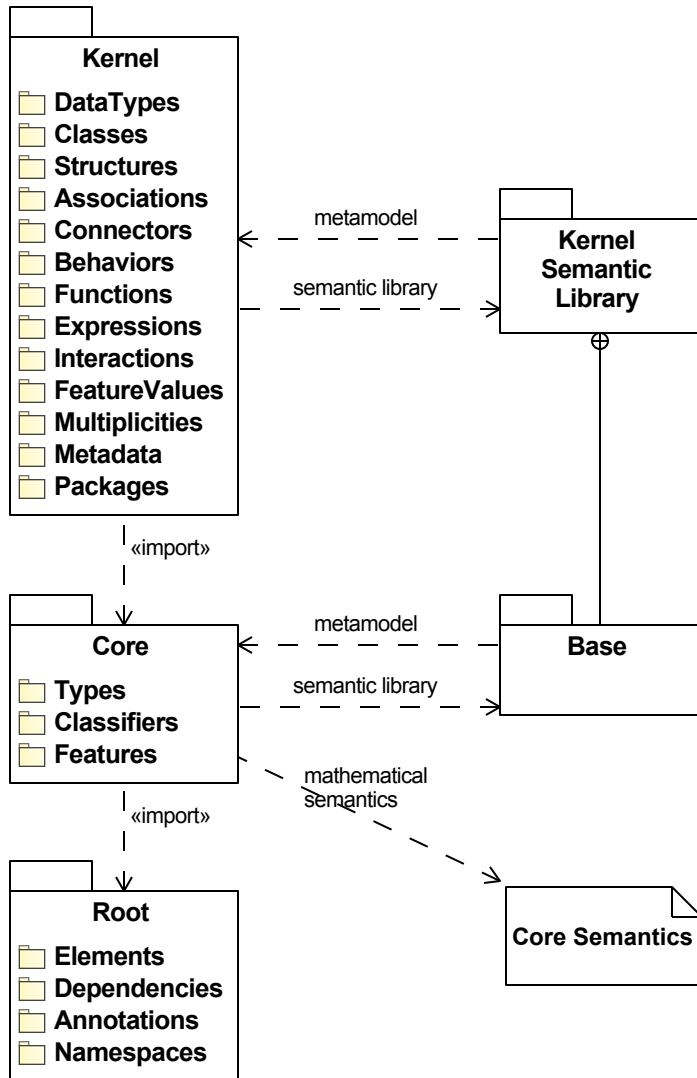 Kernel
DataTypes
Classes
Structures
Associations
Connectors
Behaviors
Functions
Expressions
Interactions
FeatureValues
Multiplicities
Metadata
Packages
metamodel
semantic library
Kernel
Semantic
Library
«import»
Core
Types
Classifiers
Features
metamodel
semantic library
Base
mathematical
semantics
«import»
Root
Elements
Dependencies
Annotations
Namespaces
Core Semantics